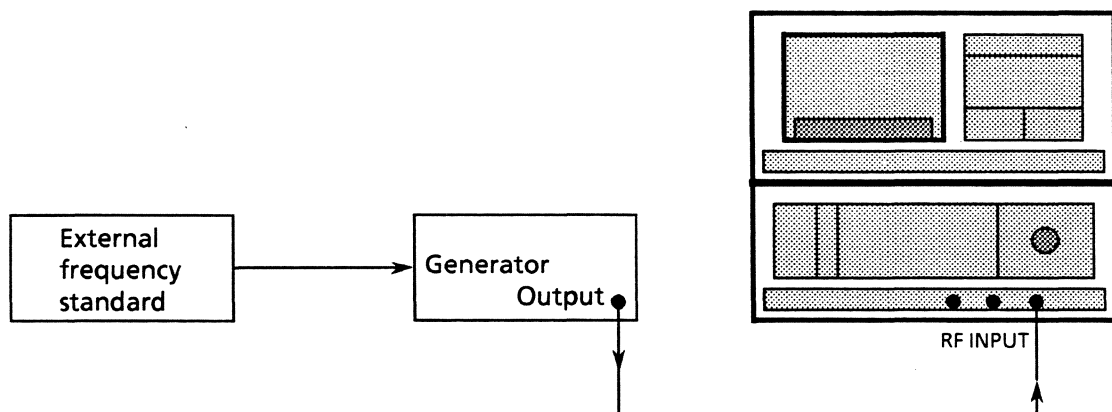 External
frequency
standard
Generator
Output
RF INPUT